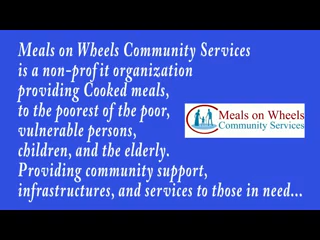 Meals on Wheels Community Services
is a non-profit organization
providing Cooked meals,
to the poorest of the poor,
vulnerable persons,
children, and the elderly.
Providing community support,
infrastructures, and services to those in need...
Meals on Wheels
Community Services